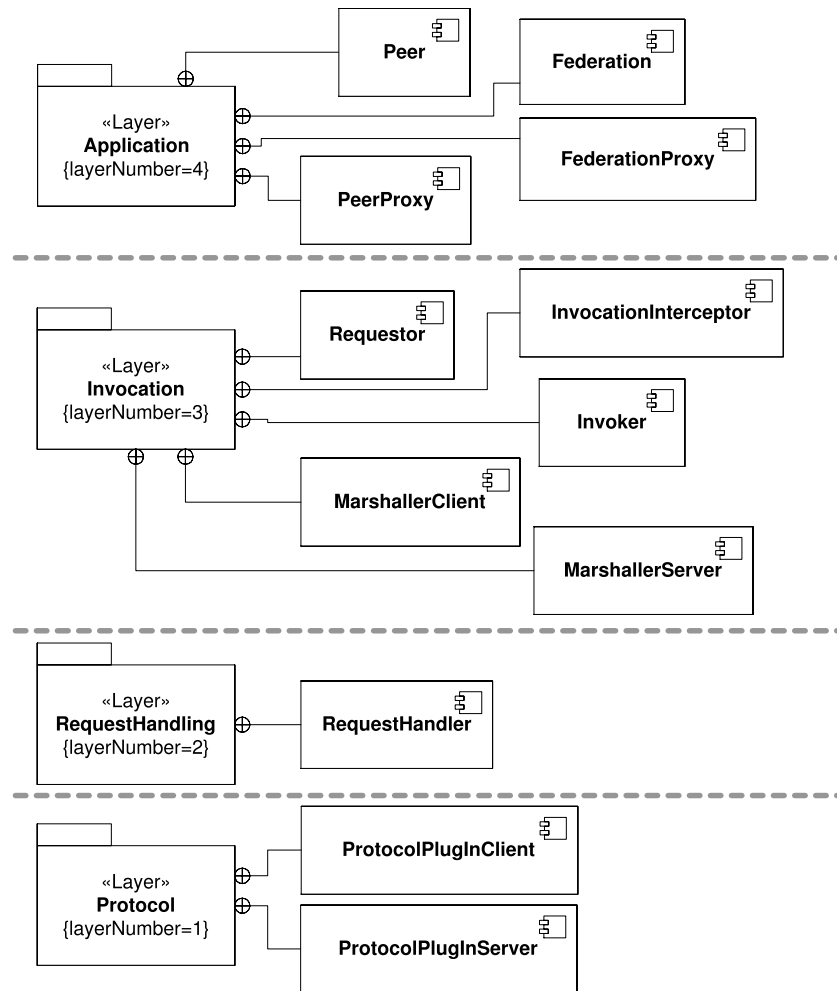 Peer
Federation
«Layer»
Application
{layerNumber=4}
FederationProxy
PeerProxy
InvocationInterceptor
Requestor
«Layer»
Invocation
{layerNumber=3}
Invoker
MarshallerClient
MarshallerServer
«Layer»
RequestHandling
{layerNumber=2}
RequestHandler
ProtocolPlugInClient
«Layer»
Protocol
{layerNumber=1}
ProtocolPlugInServer